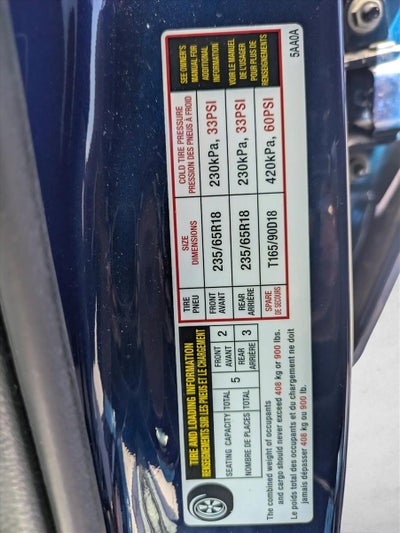 TIRE AND LOADING INFORMATION
RENSEIGNEMENTS SUR LES PNEUS ET LE CHARGEMENT
SEATING CAPACITY TOTAL 5 FRONT AVANT 2
NOMBRE DE PLACES TOTAL REAR ARRIÈRE 3
The combined weight of occupants
and cargo should never exceed 408 kg or 900 lbs.
Le poids total des occupants et du chargement ne doit
jamais dépasser 408 kg ou 900 lb.
TIRE PNEU
SIZE DIMENSIONS
COLD TIRE PRESSURE
PRESSION DES PNEUS À FROID
FRONT AVANT 235/65R18 230kPa, 33PSI
REAR ARRIÈRE 235/65R18 230kPa, 33PSI
SPARE DE SECOURS T165/90D18 420kPa, 60PSI
SEE OWNER'S
MANUAL FOR
ADDITIONAL
INFORMATION
VOIR LE MANUEL
DE L'USAGER
POUR PLUS DE
RENSEIGNEMENTS
5AA0A